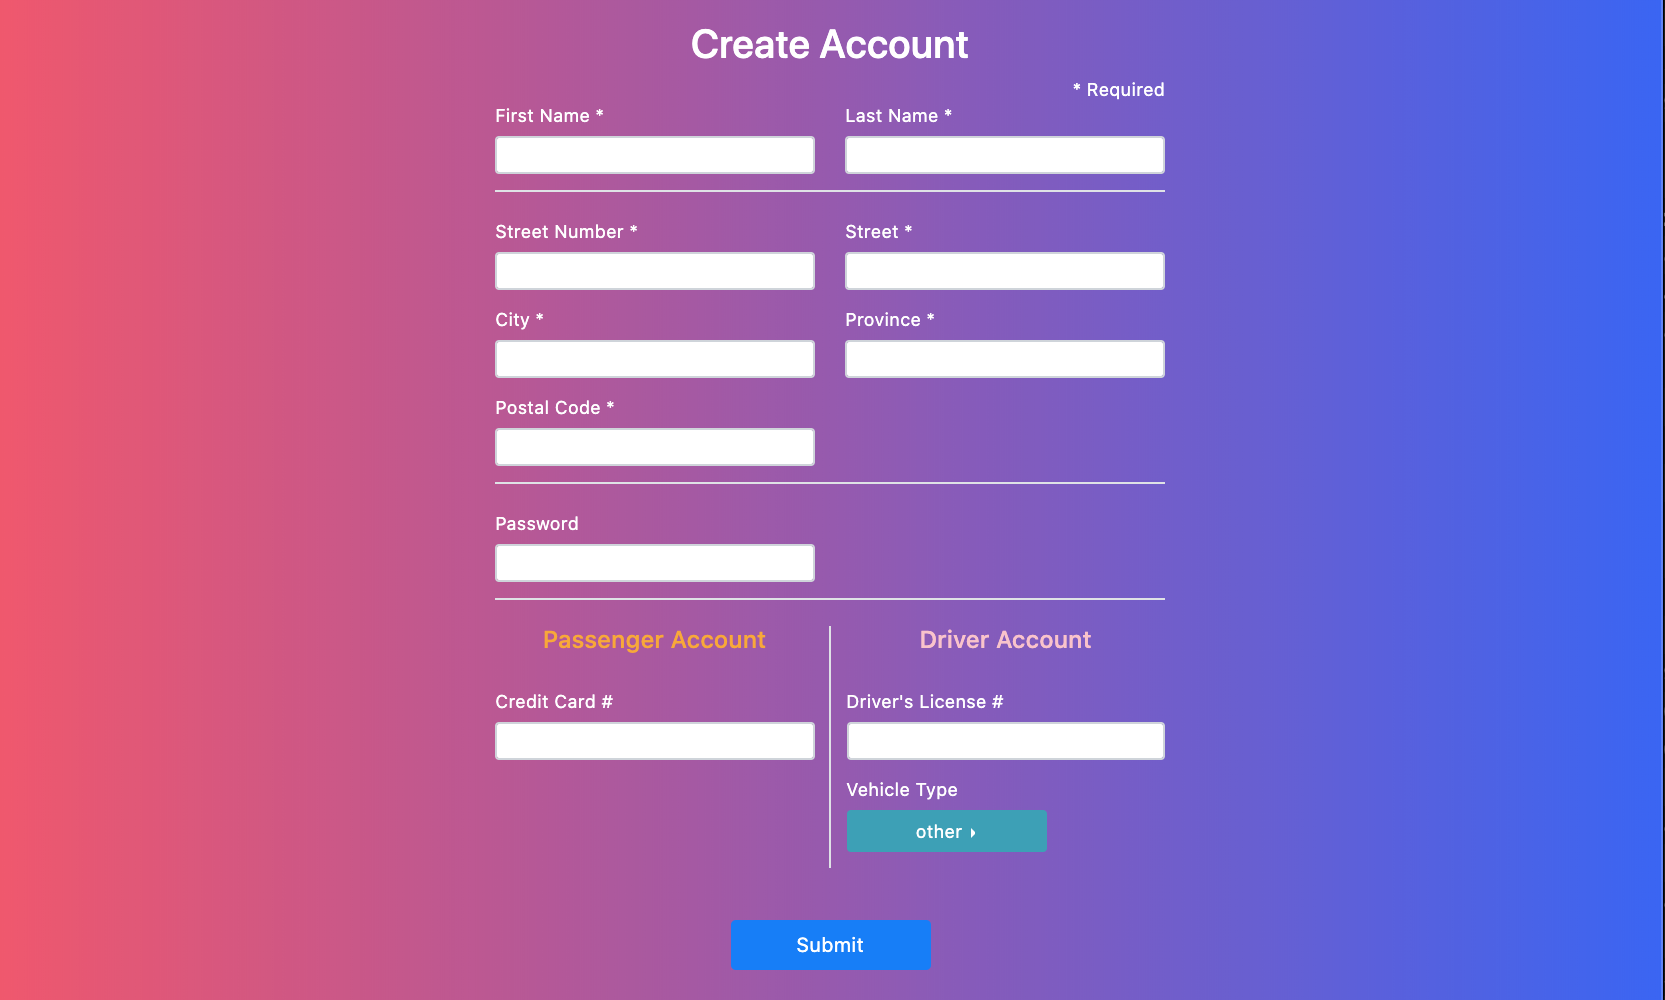 Create Account
* Required
First Name *
Last Name *
Street Number *
Street *
City *
Province *
Postal Code *
Password
Passenger Account
Driver Account
Credit Card #
Driver's License #
Vehicle Type
other
Submit